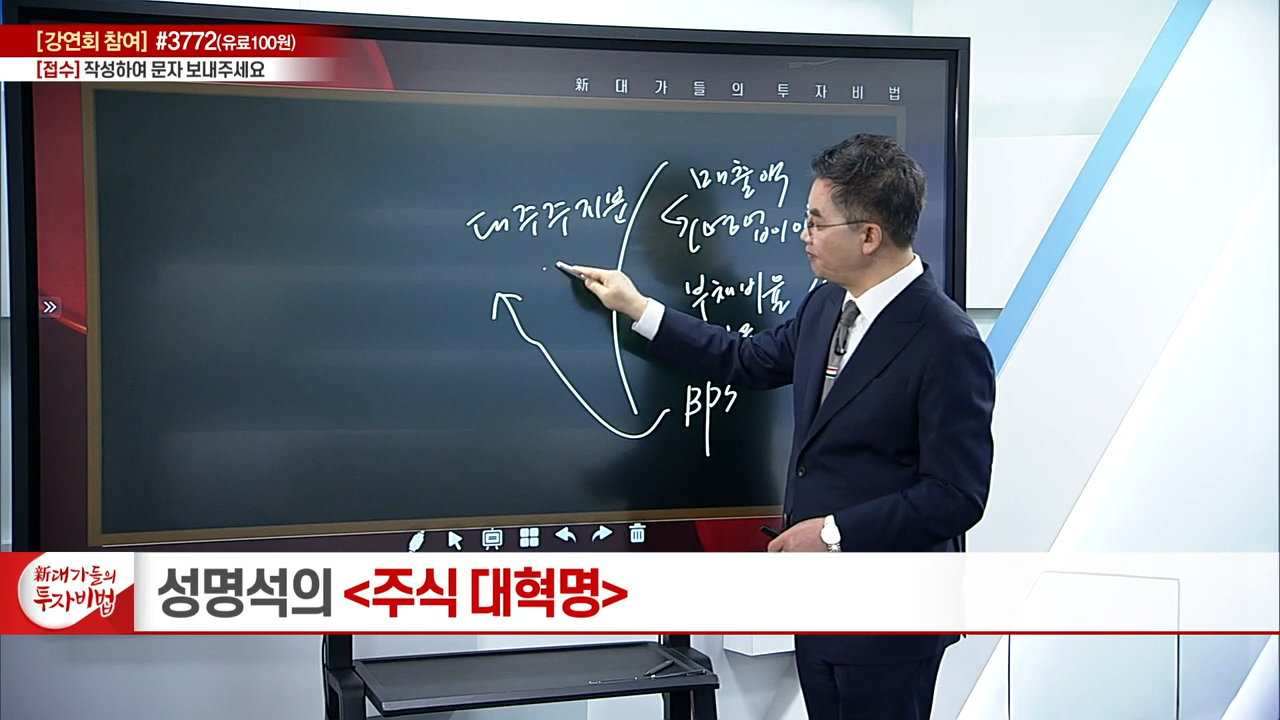 [강연회 참여] #3772(유료100원)
[접수] 작성하여 문자 보내주세요
新 대 가 들 의 투 자 비 법
매출액
대주주지분
영업이
부채비율
BPS
新대가들의
투자비법
성명석의 <주식 대혁명>